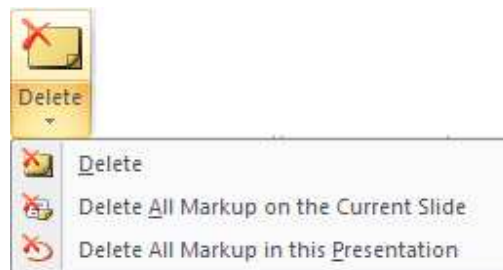 Delete
Delete
Delete All Markup on the Current Slide
Delete All Markup in this Presentation